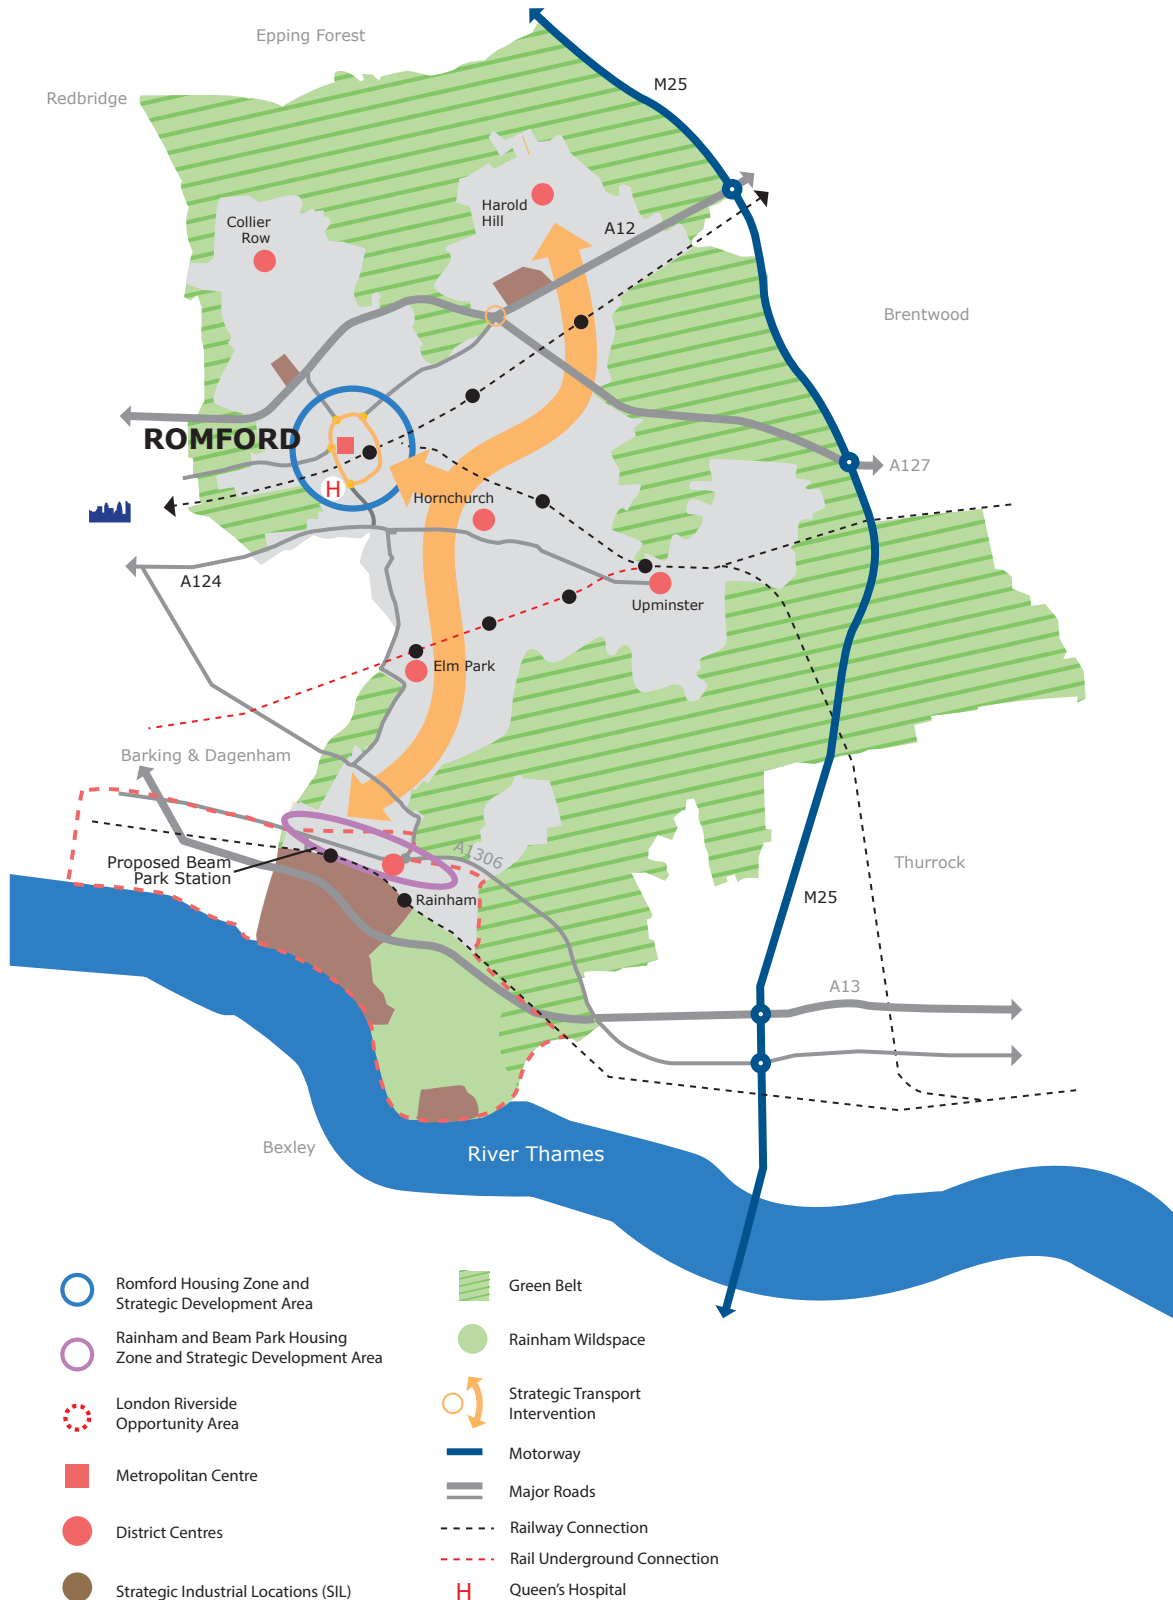 Epping Forest
M25
Redbridge
Harold
Hill
Collier
Row
A12
Brentwood
ROMFORD
A127
H
Hornchurch
A124
Upminster
Elm Park
Barking & Dagenham
A1306
Proposed Beam
Park Station
Thurrock
Rainham
M25
A13
Bexley
River Thames
Romford Housing Zone and
Strategic Development Area
Rainham and Beam Park Housing
Zone and Strategic Development Area
London Riverside
Opportunity Area
Metropolitan Centre
District Centres
Strategic Industrial Locations (SIL)
Green Belt
Rainham Wildspace
Strategic Transport
Intervention
Motorway
Major Roads
Railway Connection
Rail Underground Connection
H Queen's Hospital